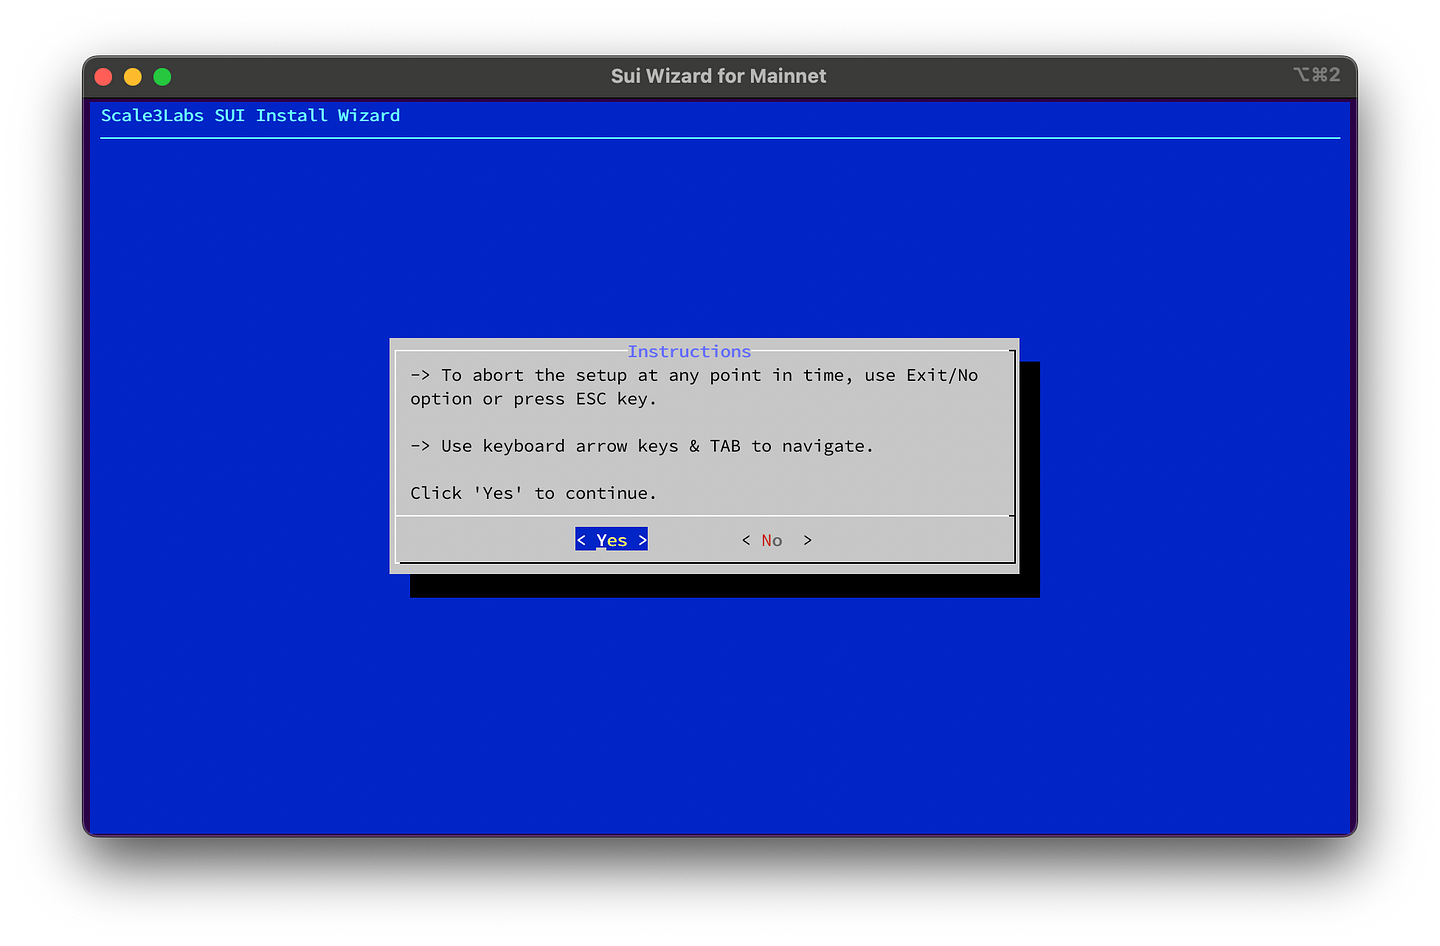 Sui Wizard for Mainnet
⌥⌘2
Scale3Labs SUI Install Wizard
Instructions
-> To abort the setup at any point in time, use Exit/No
option or press ESC key.
-> Use keyboard arrow keys & TAB to navigate.
Click 'Yes' to continue.
< Yes > < No >